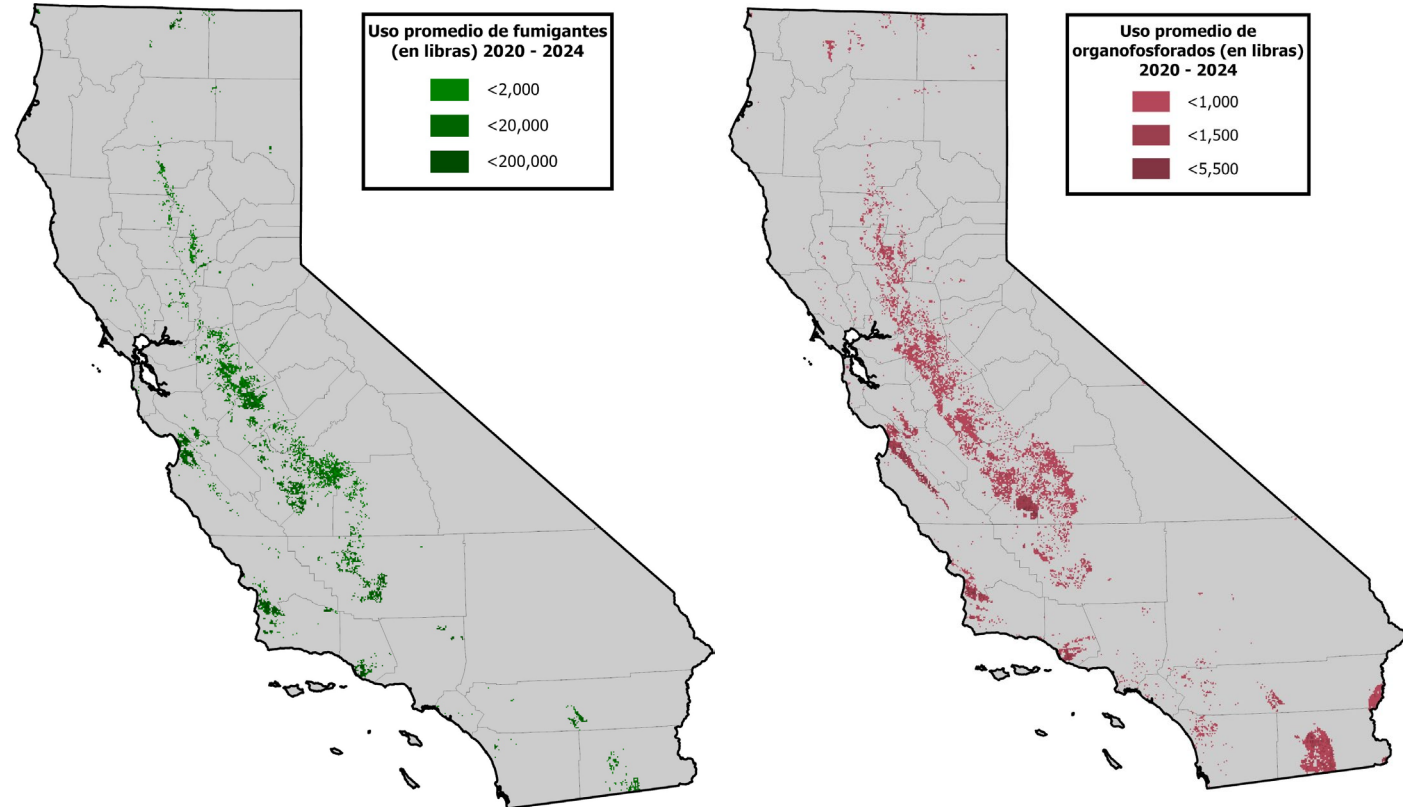 Uso promedio de fumigantes
(en libras) 2020 - 2024
<2,000
<20,000
<200,000
Uso promedio de
organofosforados (en libras)
2020 - 2024
<1,000
<1,500
<5,500